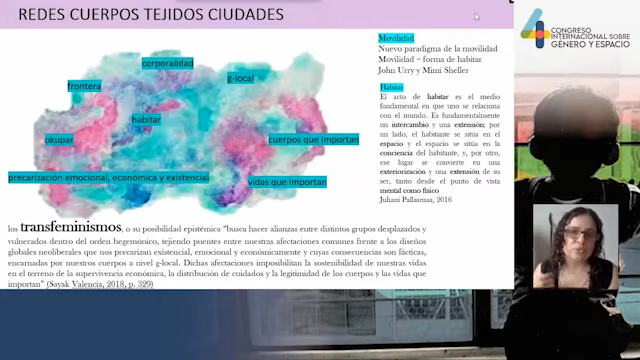 REDES CUERPOS TEJIDOS CIUDADES
corporalidad
g-local
frontera
habitar
okupar
cuerpos que importan
precarización emocional, económica y existencial
vidas que importan
Movilidad
Nuevo paradigma de la movilidad
Movilidad = forma de habitar
John Urry y Mimi Sheller
Habitar
El acto de habitar es el medio
fundamental en que uno se relaciona
con el mundo. Es fundamentalmente
un intercambio y una extensión; por
un lado, el habitante se sitúa en el
espacio y el espacio se sitúa en la
conciencia del habitante, y, por otro,
ese lugar se convierte en una
exteriorización y una extensión de su
ser, tanto desde el punto de vista
mental como físico
Juhani Pallasmaa, 2016
los transfeminismos, o su posibilidad epistémica "busca hacer alianzas entre distintos grupos desplazados y
vulnerados dentro del orden hegemónico, tejiendo puentes entre nuestras afectaciones comunes frente a los diseños
globales neoliberales que nos precarizan existencial, emocional y económicamente y cuyas consecuencias son fácticas,
encarnadas por nuestros cuerpos a nivel g-local. Dichas afectaciones imposibilitan la sostenibilidad de nuestras vidas
en el terreno de la supervivencia económica, la distribución de cuidados y la legitimidad de los cuerpos y las vidas que
importan" (Sayak Valencia, 2018, p. 329)
4
CONGRESO
INTERNACIONAL SOBRE
GÉNERO Y ESPACIO